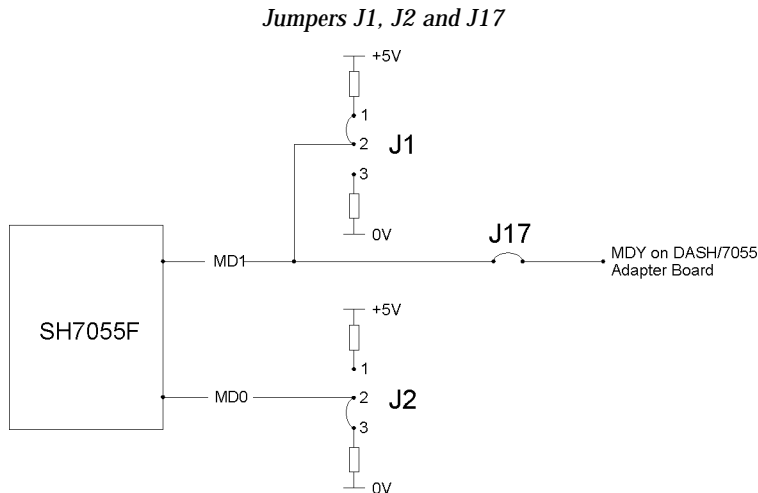 Jumpers J1, J2 and J17
+5V
1
2
J1
3
0V
J17
MD1
MDY on DASH/7055
Adapter Board
SH7055F
+5V
1
MD0
2
J2
3
0V